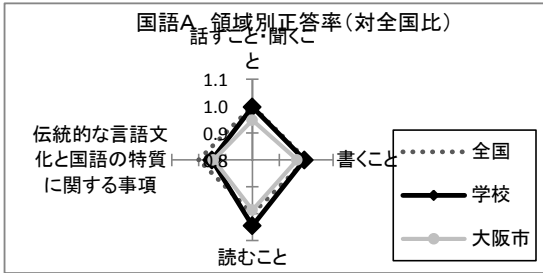 国語A 領域別正答率(対全国比)
話すこと・聞くこ
と
1.1
1.0
0.9
0.8
伝統的な言語文
化と国語の特質
に関する事項
書くこと
読むこと
全国
学校
大阪市